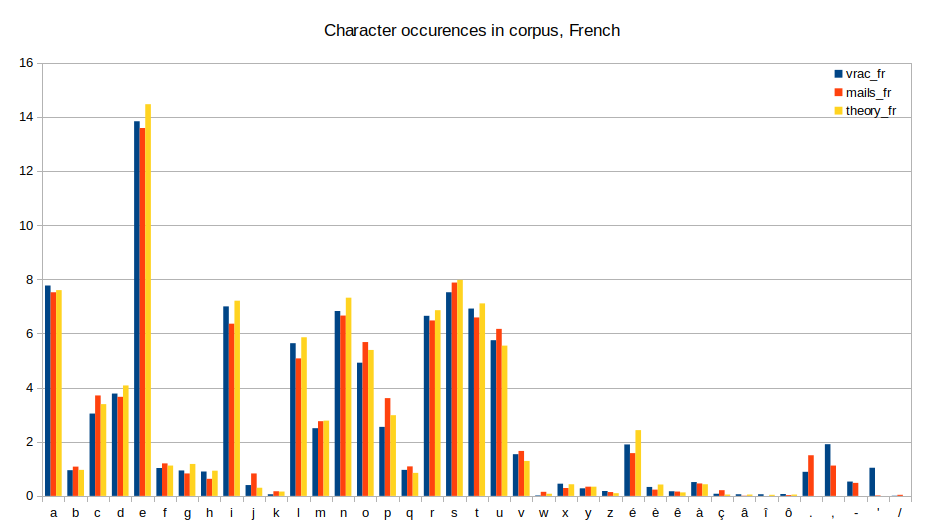 Character occurences in corpus, French
vrac_fr
mails_fr
theory_fr
16
14
12
10
8
6
4
2
0
a b c d e f g h i j k l m n o p q r s t u v w x y z é è ê à ç â î ô . , - ' /